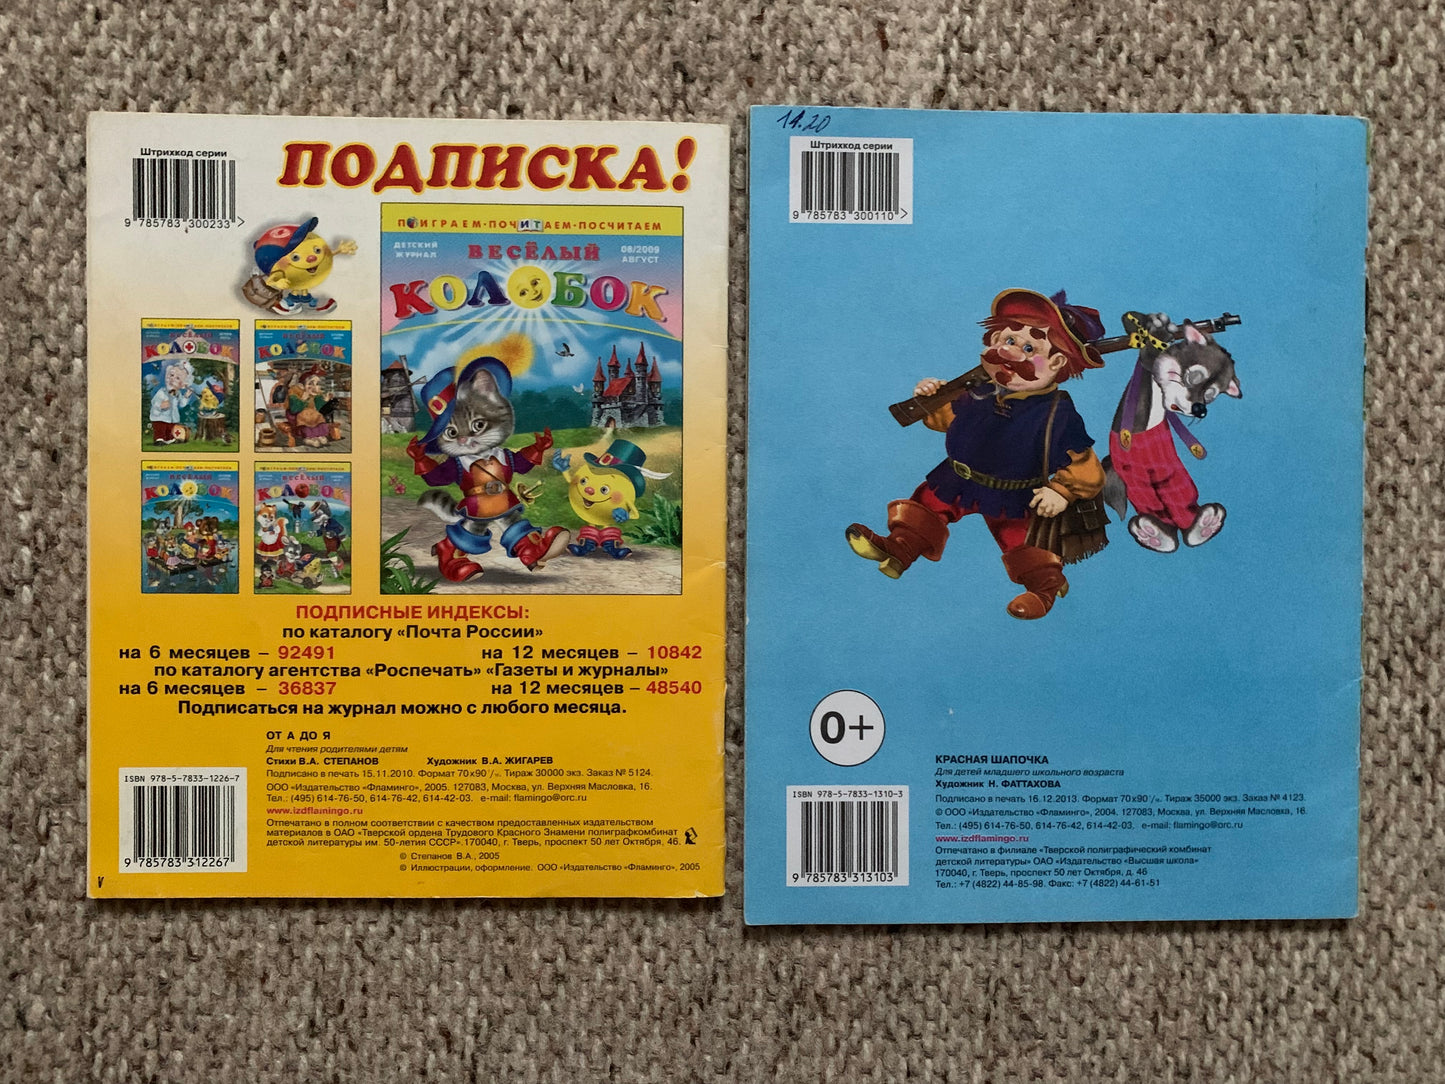 Штрихкод серии
9 785783 300233 >
ПОДПИСКА!
ПОИГРАЕМ·ПОЧИТАЕМ·ПОСЧИТАЕМ
ДЕТСКИЙ
ЖУРНАЛ
08/2009
АВГУСТ
ВЕСЁЛЫЙ
КОЛОБОК
ВЕСЁЛЫЙ
КОЛОБОК
ВЕСЁЛЫЙ
КОЛОБОК
ВЕСЁЛЫЙ
КОЛОБОК
ВЕСЁЛЫЙ
КОЛОБОК
ПОДПИСНЫЕ ИНДЕКСЫ:
по каталогу «Почта России»
на 6 месяцев – 92491 на 12 месяцев – 10842
по каталогу агентства «Роспечать» «Газеты и журналы»
на 6 месяцев – 36837 на 12 месяцев – 48540
Подписаться на журнал можно с любого месяца.
ОТ А ДО Я
Для чтения родителями детям
Стихи В.А. СТЕПАНОВ Художник В.А. ЖИГАРЕВ
Подписано в печать 15.11.2010. Формат 70х90 Тираж 30000 экз. Заказ № 5124.
ООО «Издательство «Фламинго», 2005. 127083, Москва, ул. Верхняя Масловка, 16.
Тел.: (495) 614-76-50, 614-76-42, 614-42-03. e-mail: flamingo@orc.ru
www.izdflamingo.ru
Отпечатано в полном соответствии с качеством предоставленных издательством
материалов в ОАО «Тверской ордена Трудового Красного Знамени полиграфкомбинат
детской литературы им. 50-летия СССР». 170040, г. Тверь, проспект 50 лет Октября, 46.
© Степанов В.А., 2005
© Иллюстрации, оформление. ООО «Издательство «Фламинго», 2005
ISBN 978-5-7833-1226-7
9 785783 312267
14.20
Штрихкод серии
9 785783 300110 >
0+
КРАСНАЯ ШАПОЧКА
Для детей младшего школьного возраста
Художник Н. ФАТТАХОВА
Подписано в печать 16.12.2013. Формат 70х90 Тираж 35000 экз. Заказ № 4123.
© ООО «Издательство «Фламинго», 2004. 127083, Москва, ул. Верхняя Масловка, 16.
Тел.: (495) 614-76-50, 614-76-42, 614-42-03. e-mail: flamingo@orc.ru
www.izdflamingo.ru
Отпечатано в филиале «Тверской полиграфический комбинат
детской литературы» ОАО «Издательство «Высшая школа»
170040, г. Тверь, проспект 50 лет Октября, д. 46
Тел.: +7 (4822) 44-85-98. Факс: +7 (4822) 44-61-51
ISBN 978-5-7833-1310-3
9 785783 313103